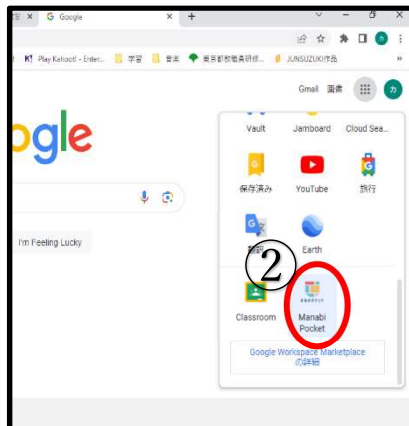 G Google
K! Play Kahoot! - Enter... 学習 音楽 東京都教職員研修... JUNSUZUKI作品 »
Gmail 画像 カ
ogle
Vault Jamboard Cloud Sea...
保存済み YouTube 旅行
翻訳 Earth
I'm Feeling Lucky
②
Classroom Manabi
Pocket
Google Workspace Marketplace
の詳細